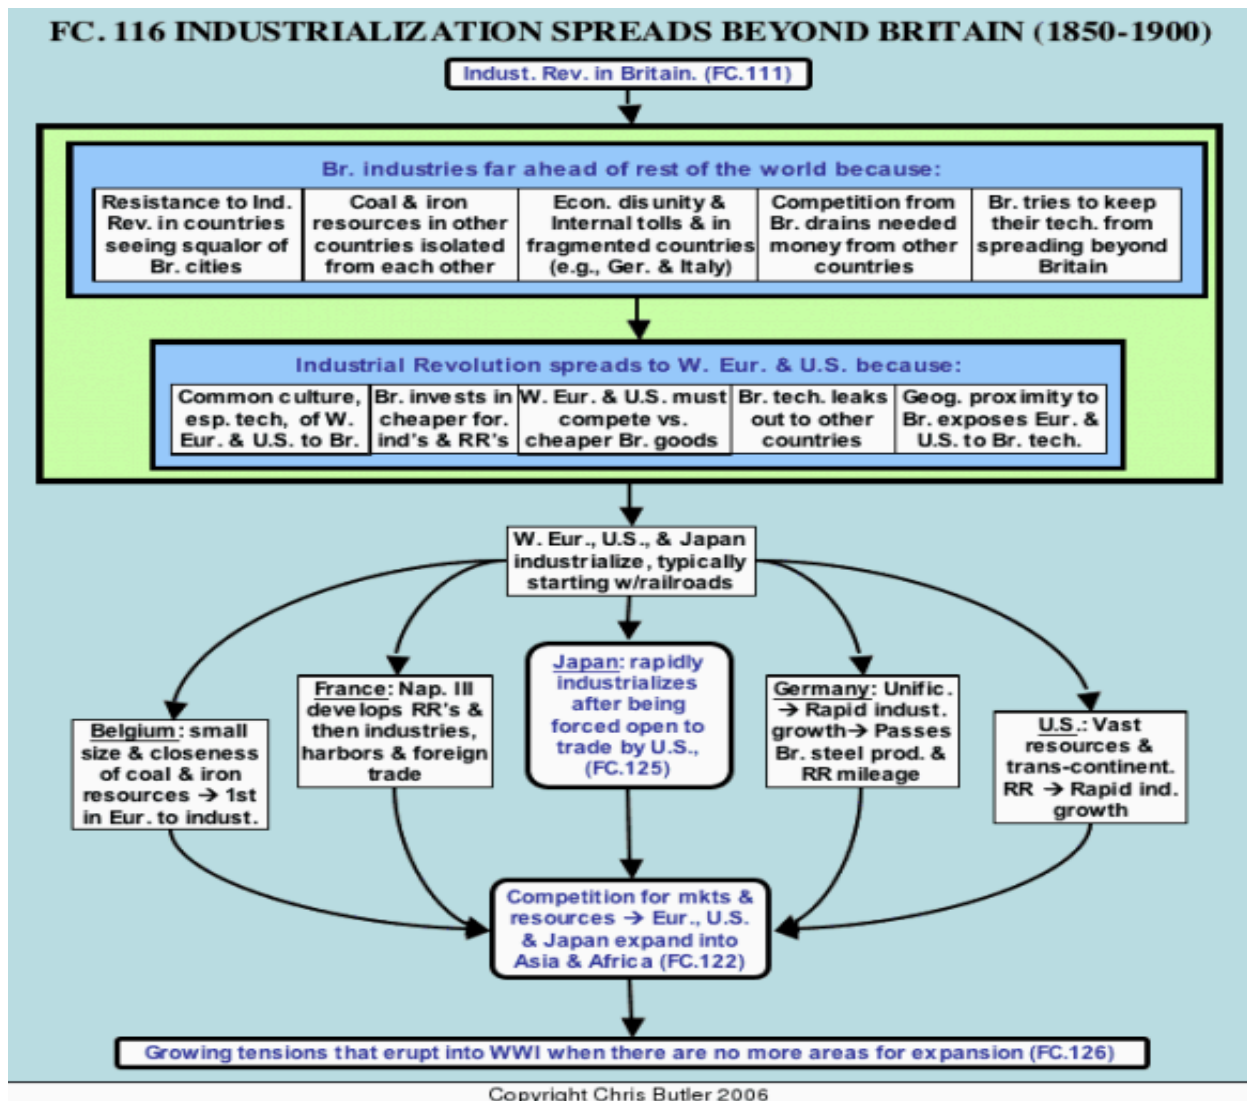 FC. 116 INDUSTRIALIZATION SPREADS BEYOND BRITAIN (1850-1900)
Indust. Rev. in Britain. (FC.111)
Br. industries far ahead of rest of the world because:
Resistance to Ind.
Rev. in countries
seeing squalor of
Br. cities
Coal & iron
resources in other
countries isolated
from each other
Econ. disunity &
Internal tolls & in
fragmented countries
(e.g., Ger. & Italy)
Competition from
Br. drains needed
money from other
countries
Br. tries to keep
their tech. from
spreading beyond
Britain
Industrial Revolution spreads to W. Eur. & U.S. because:
Common culture,
esp. tech, of W.
Eur. & U.S. to Br.
Br. invests in
cheaper for.
ind's & RR's
W. Eur. & U.S. must
compete vs.
cheaper Br. goods
Br. tech. leaks
out to other
countries
Geog. proximity to
Br. exposes Eur. &
U.S. to Br. tech.
W. Eur., U.S., & Japan
industrialize, typically
starting w/railroads
Belgium: small
size & closeness
of coal & iron
resources → 1st
in Eur. to indust.
France: Nap. III
develops RR's &
then industries,
harbors & foreign
trade
Japan: rapidly
industrializes
after being
forced open to
trade by U.S.,
(FC.125)
Germany: Unific.
→ Rapid indust.
growth→ Passes
Br. steel prod. &
RR mileage
U.S.: Vast
resources &
trans-continent.
RR → Rapid ind.
growth
Competition for mkts &
resources → Eur., U.S.
& Japan expand into
Asia & Africa (FC.122)
Growing tensions that erupt into WWI when there are no more areas for expansion (FC.126)
Copyright Chris Butler 2006